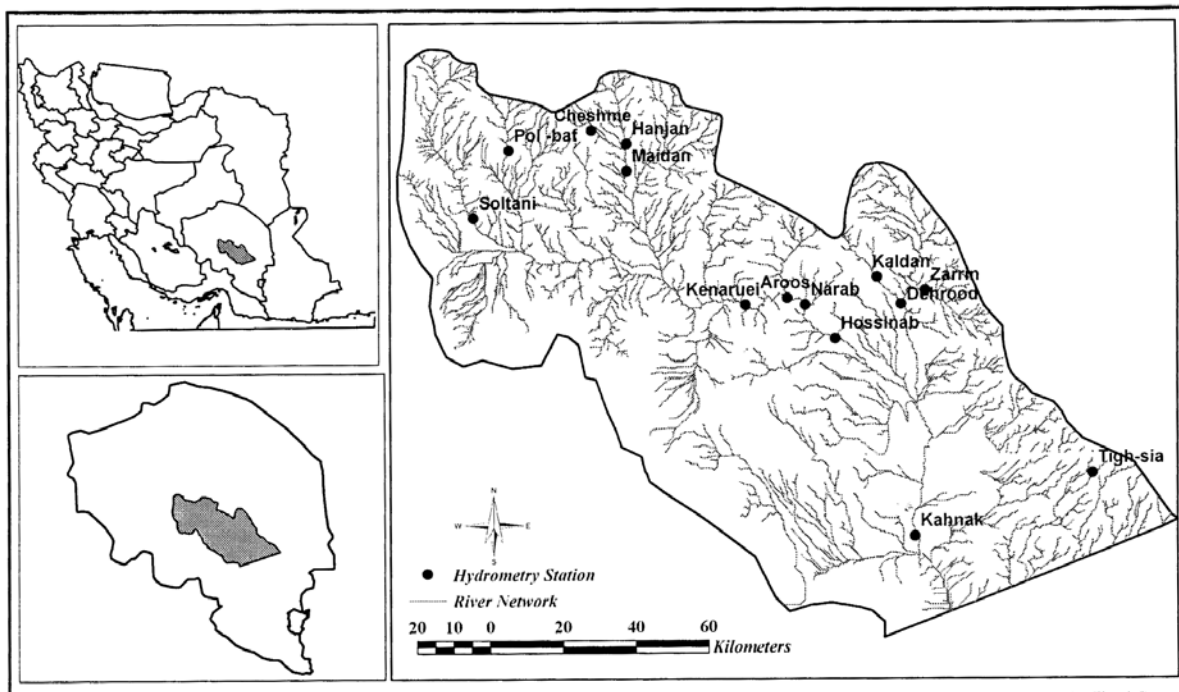 Cheshme
Hanjan
Pol -baf
Maidan
Soltani
Kaldan
Zarrin
Kenaruei
Aroos
Narab
Dehrood
Hossinab
Tigh-sia
Kahnak
N
W
E
S
Hydrometry Station
River Network
20 10 0 20 40 60
Kilometers